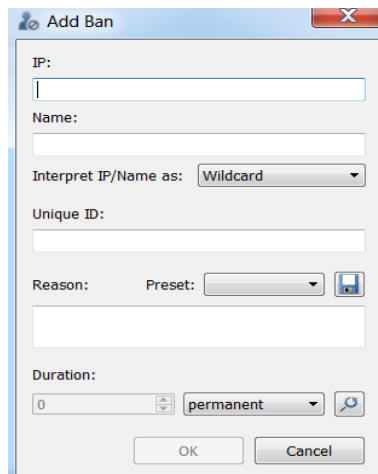 Add Ban
IP:
Name:
Interpret IP/Name as: Wildcard
Unique ID:
Reason: Preset:
Duration:
0 permanent
OK Cancel